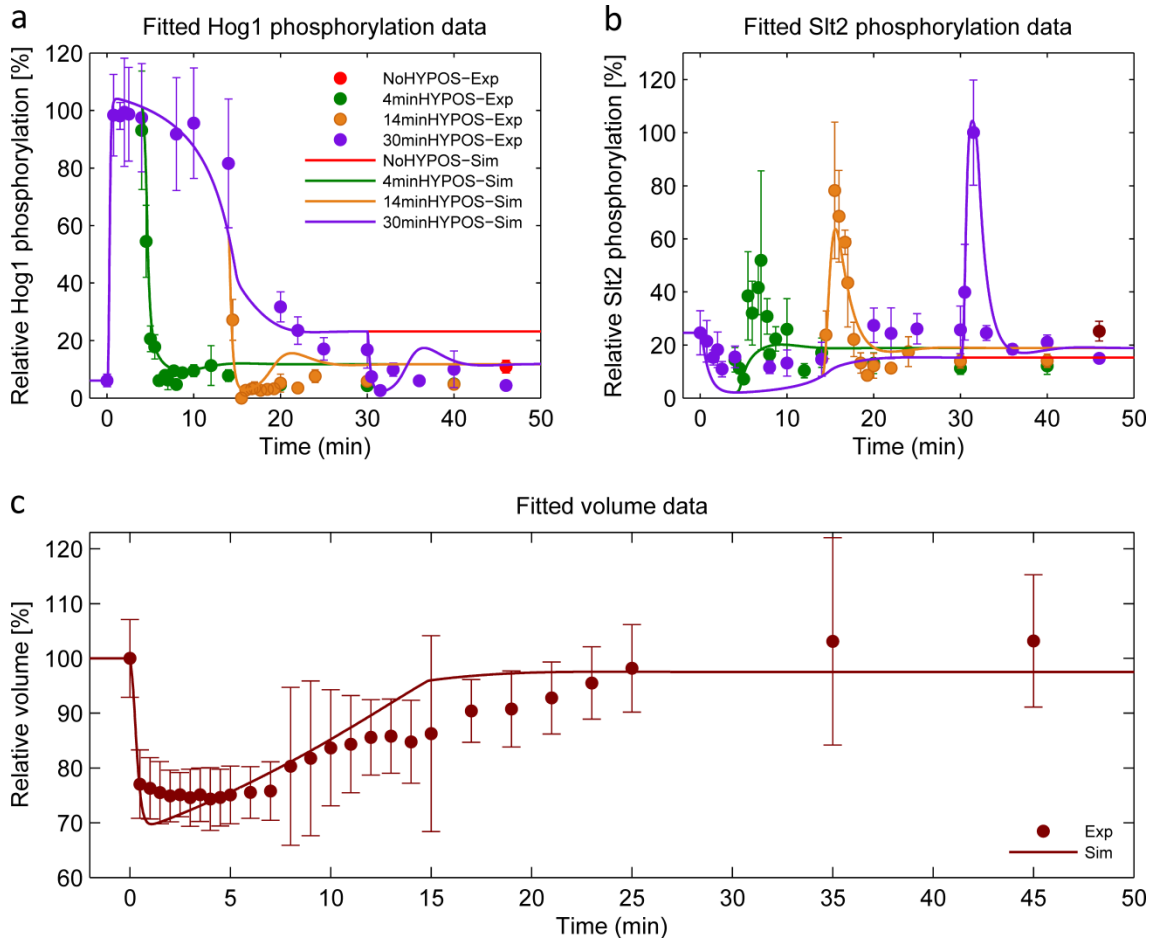 a
Fitted Hog1 phosphorylation data
Relative Hog1 phosphorylation [%]
120
100
80
60
40
20
0
0 10 20 30 40 50
Time (min)
NoHYPOS−Exp
4minHYPOS−Exp
14minHYPOS−Exp
30minHYPOS−Exp
NoHYPOS−Sim
4minHYPOS−Sim
14minHYPOS−Sim
30minHYPOS−Sim
b
Fitted Slt2 phosphorylation data
Relative Slt2 phosphorylation [%]
120
100
80
60
40
20
0
0 10 20 30 40 50
Time (min)
c
Fitted volume data
Relative volume [%]
120
110
100
90
80
70
60
0 5 10 15 20 25 30 35 40 45 50
Time (min)
Exp
Sim